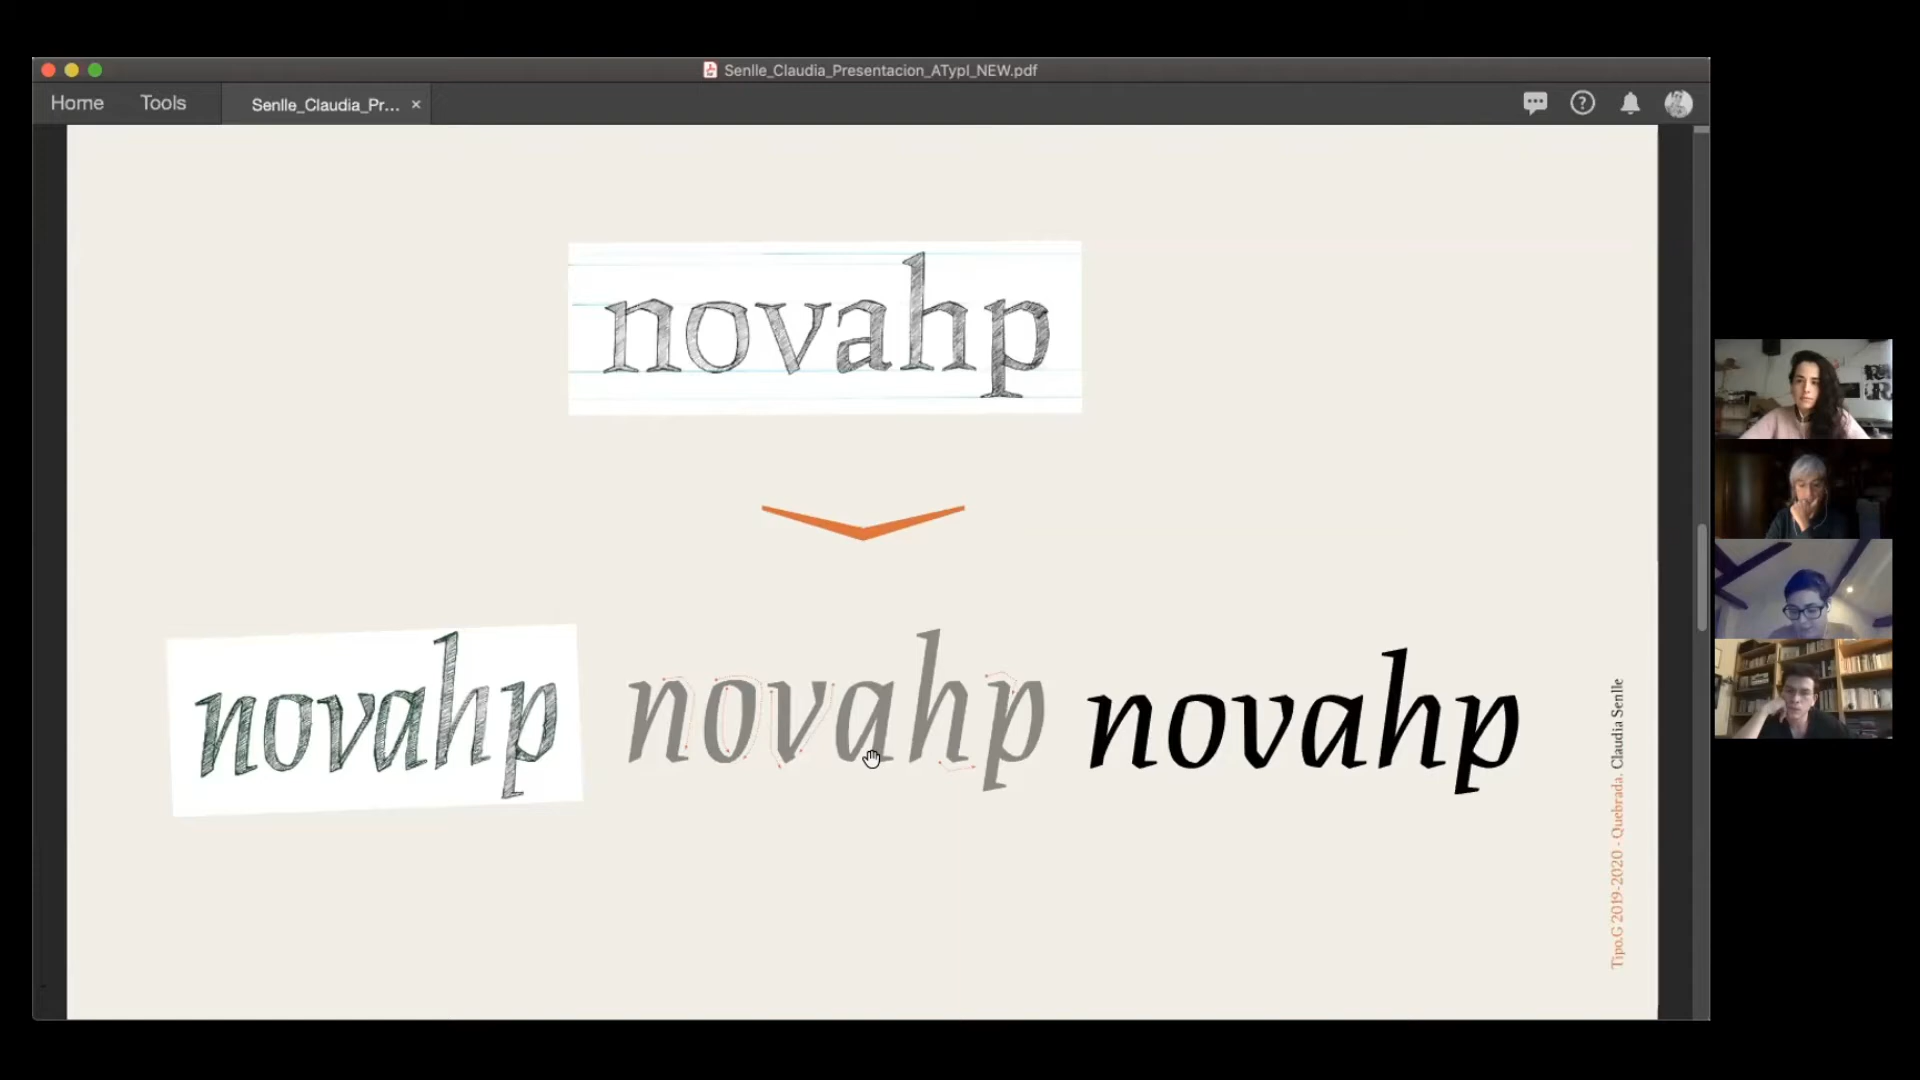 Senlle_Claudia_Presentacion_ATypI_NEW.pdf
Home
Tools
Senlle_Claudia_Pr... ×
novahp
novahp
novahp
novahp
Tipo.G 2019-2020 - Quebrada. Claudia Senlle